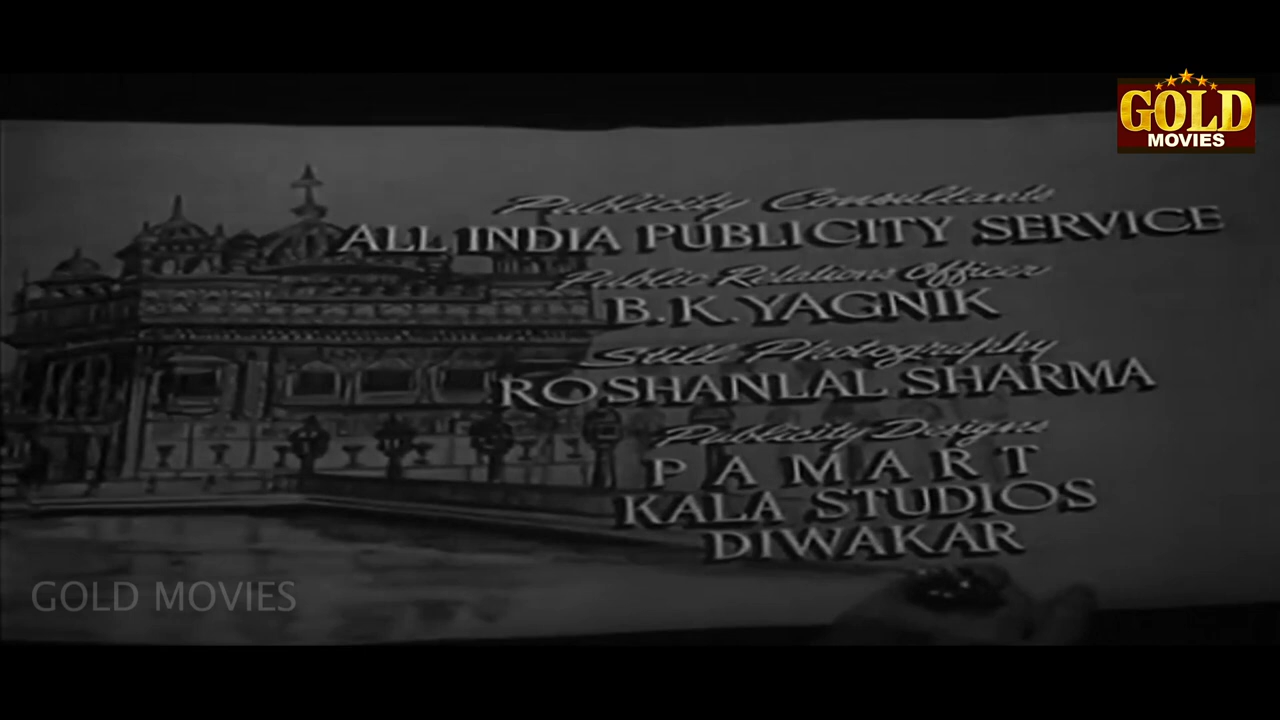 GOLD
MOVIES
Publicity Consultants
ALL INDIA PUBLICITY SERVICE
Public Relations Officer
B.K.YAGNIK
Still Photography
ROSHANLAL SHARMA
Publicity Designs
PAMART
KALA STUDIOS
DIWAKAR
GOLD MOVIES